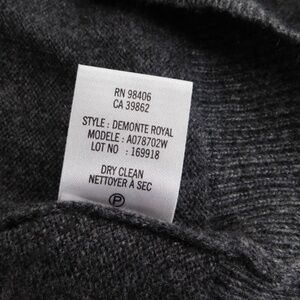 RN 98406
CA 39862
STYLE : DEMONTE ROYAL
MODELE : A078702W
LOT NO : 169918
DRY CLEAN
NETTOYER À SEC
P